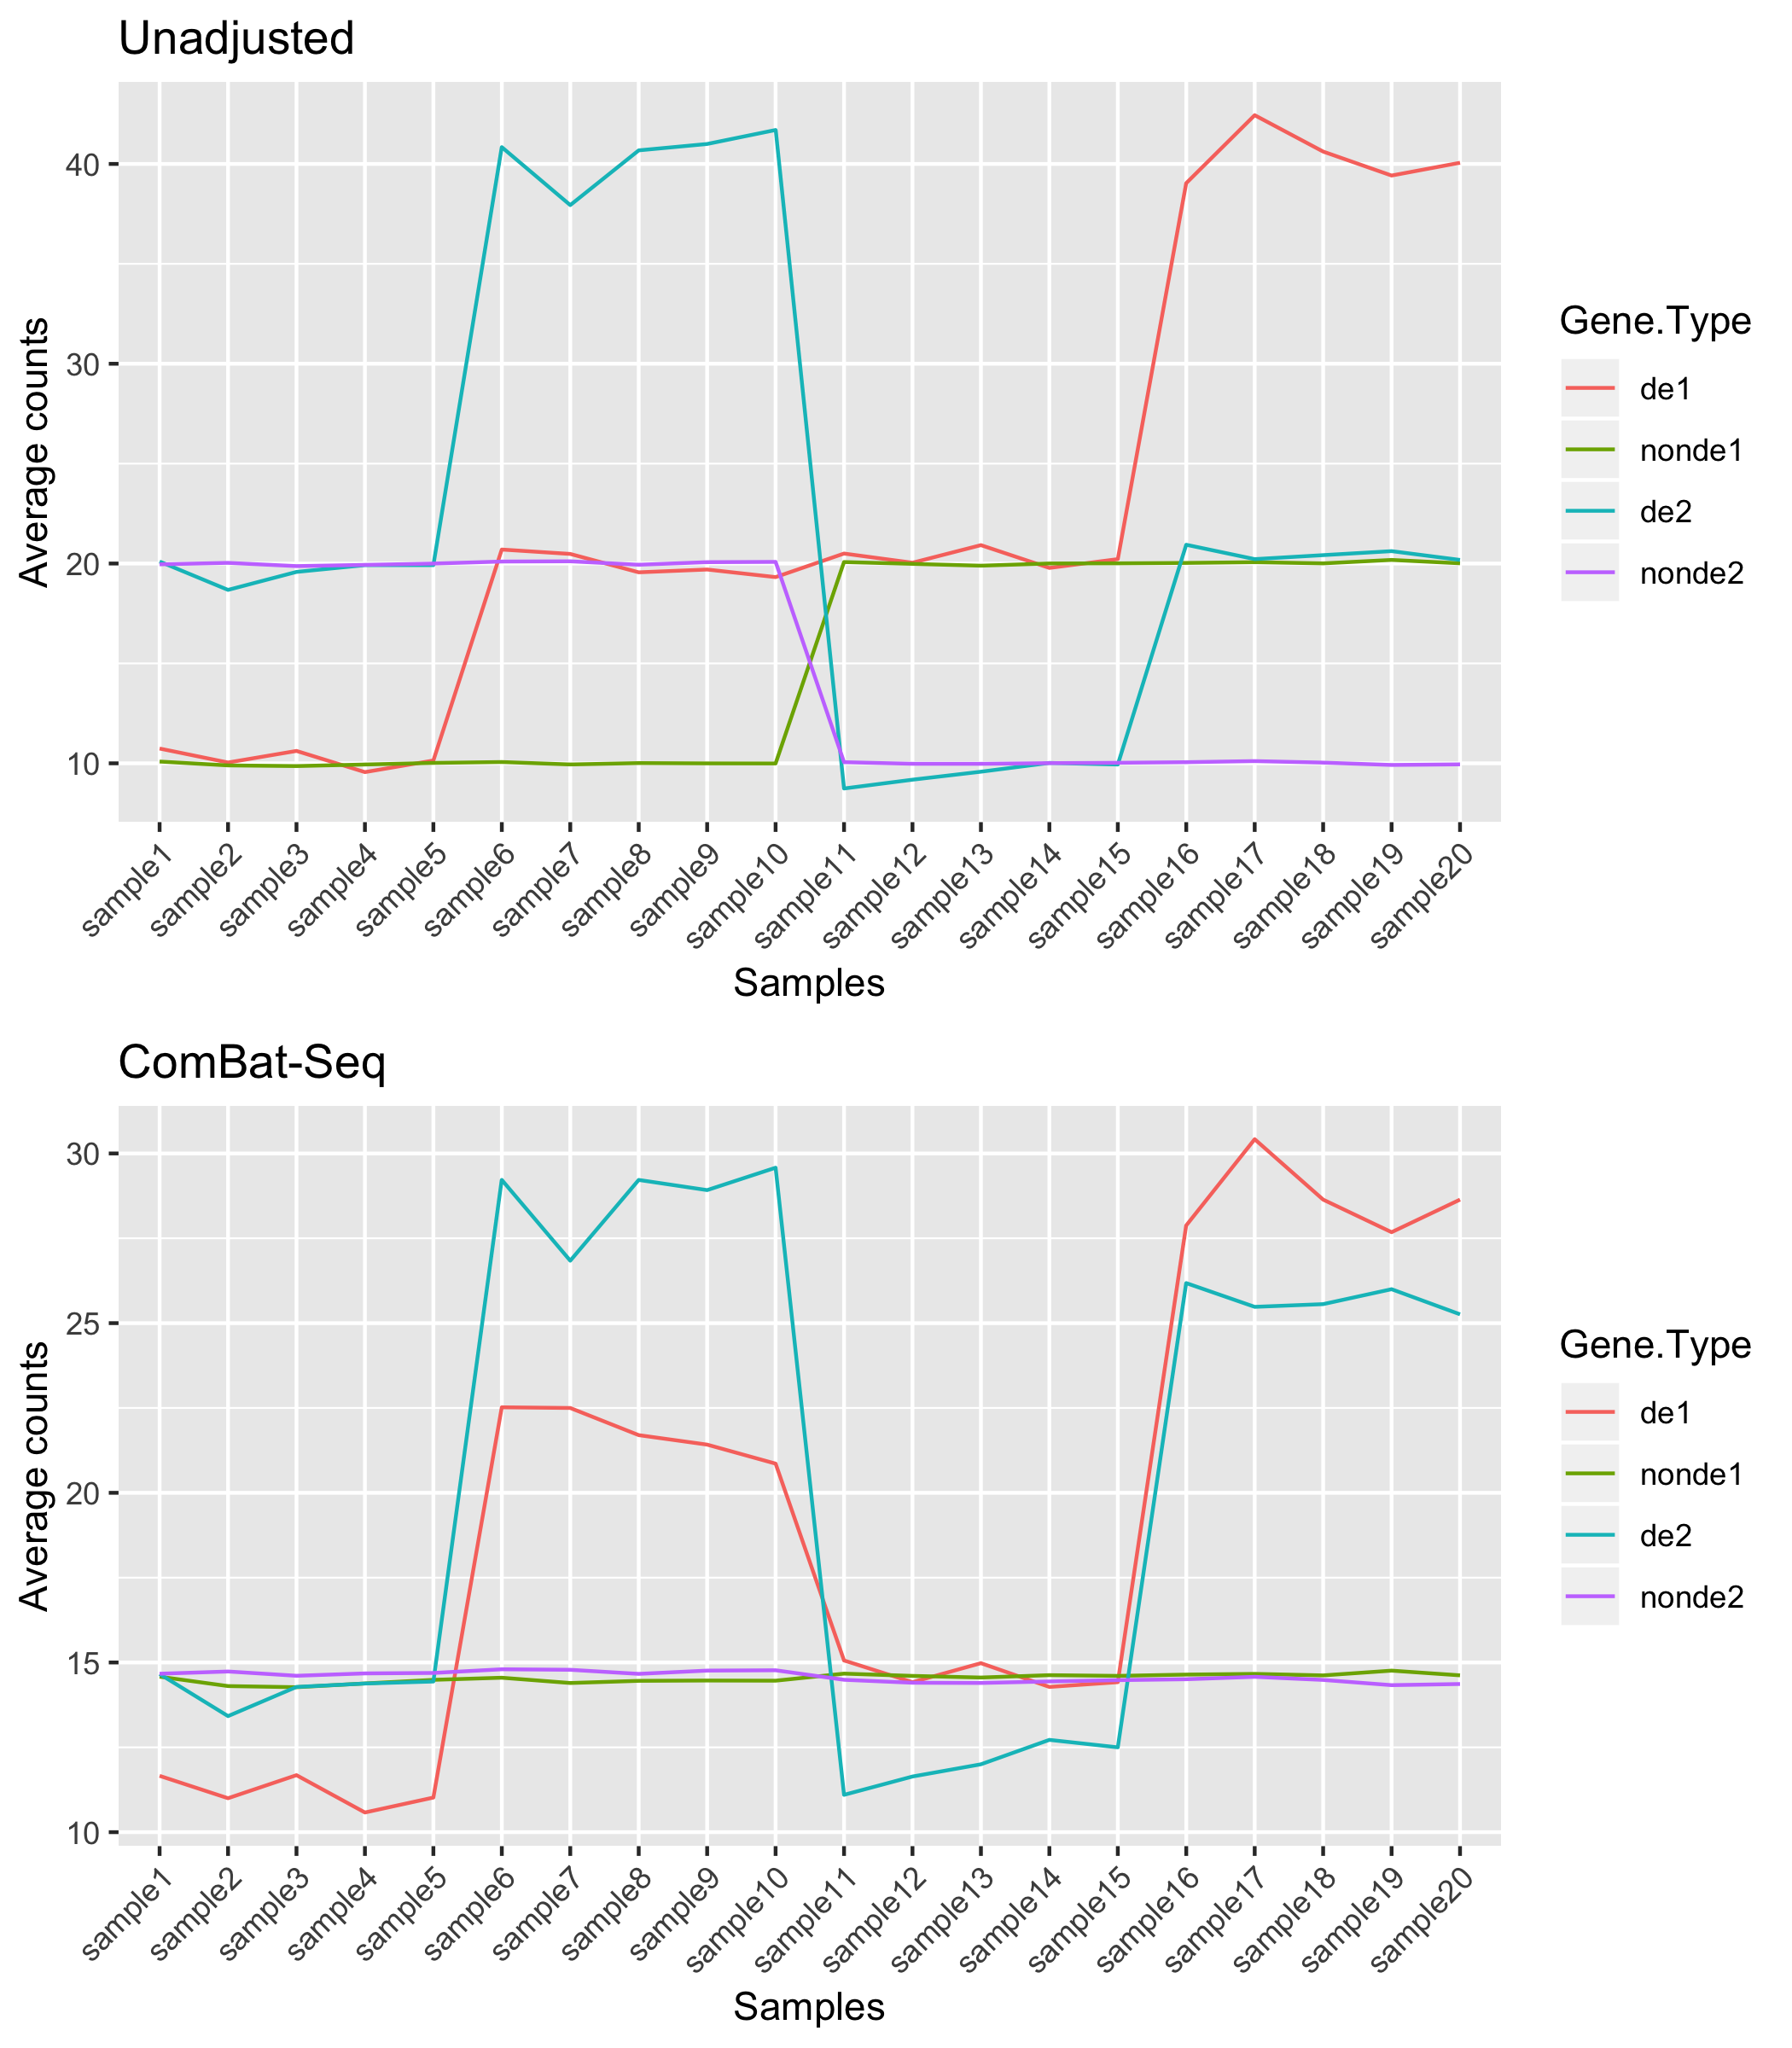 Unadjusted
40
30
20
10
Average counts
sample1 sample2 sample3 sample4 sample5 sample6 sample7 sample8 sample9 sample10 sample11 sample12 sample13 sample14 sample15 sample16 sample17 sample18 sample19 sample20
Samples
Gene.Type
de1
nonde1
de2
nonde2
ComBat-Seq
30
25
20
15
10
Average counts
sample1 sample2 sample3 sample4 sample5 sample6 sample7 sample8 sample9 sample10 sample11 sample12 sample13 sample14 sample15 sample16 sample17 sample18 sample19 sample20
Samples
Gene.Type
de1
nonde1
de2
nonde2